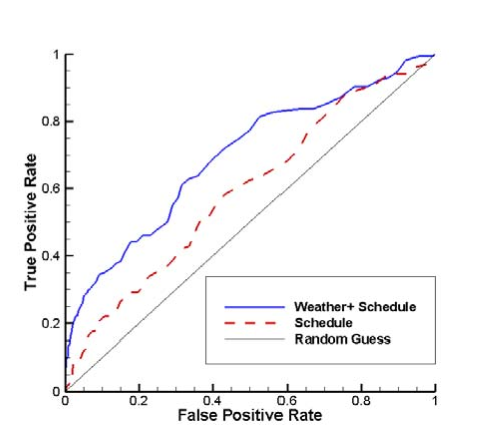 1
0.8
0.6
0.4
0.2
0
True Positive Rate
Weather+ Schedule
Schedule
Random Guess
0 0.2 0.4 0.6 0.8 1
False Positive Rate